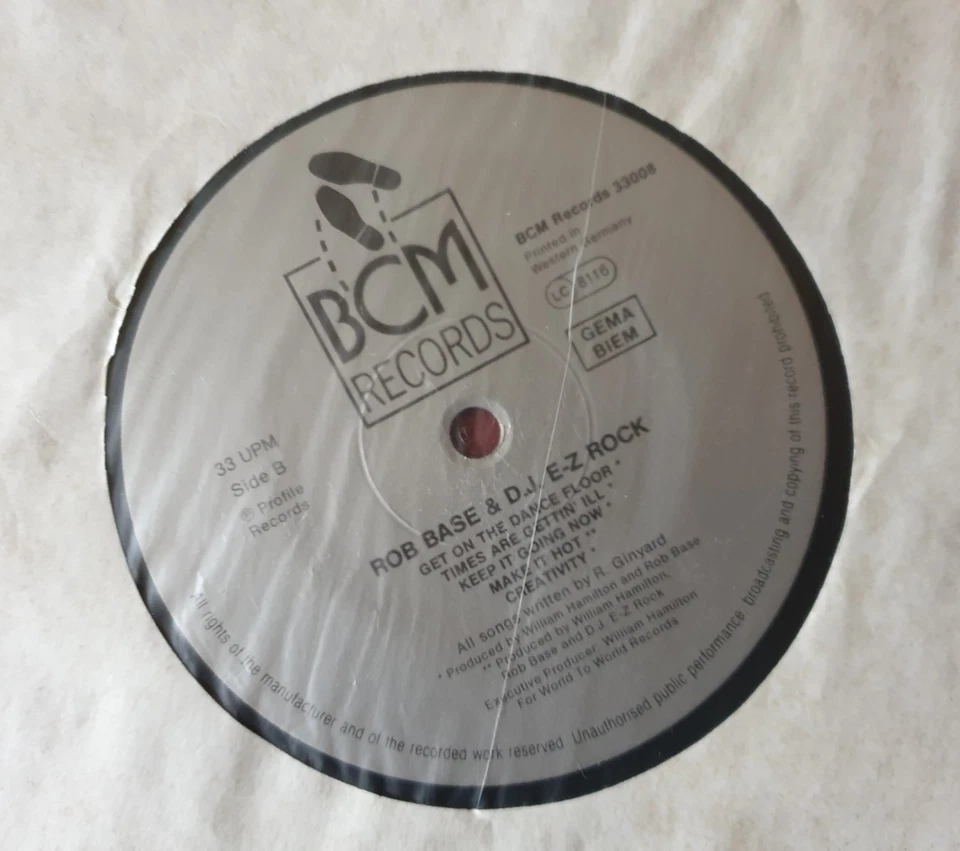 BCM
RECORDS
BCM Records 33008
Printed in
Western Germany
LC 8116
GEMA
BIEM
33 UPM
Side B
℗ Profile
Records
ROB BASE & D.J. E-Z ROCK
GET ON THE DANCE FLOOR *
TIMES ARE GETTIN' ILL *
KEEP IT GOING NOW *
MAKE IT HOT **
CREATIVITY *
All songs written by R. Ginyard
* Produced by William Hamilton and Rob Base
** Produced by William Hamilton,
Rob Base and D.J. E-Z Rock
Executive Producer: William Hamilton
For World To World Records
All rights of the manufacturer and of the recorded work reserved. Unauthorised public performance broadcasting and copying of this record prohibited